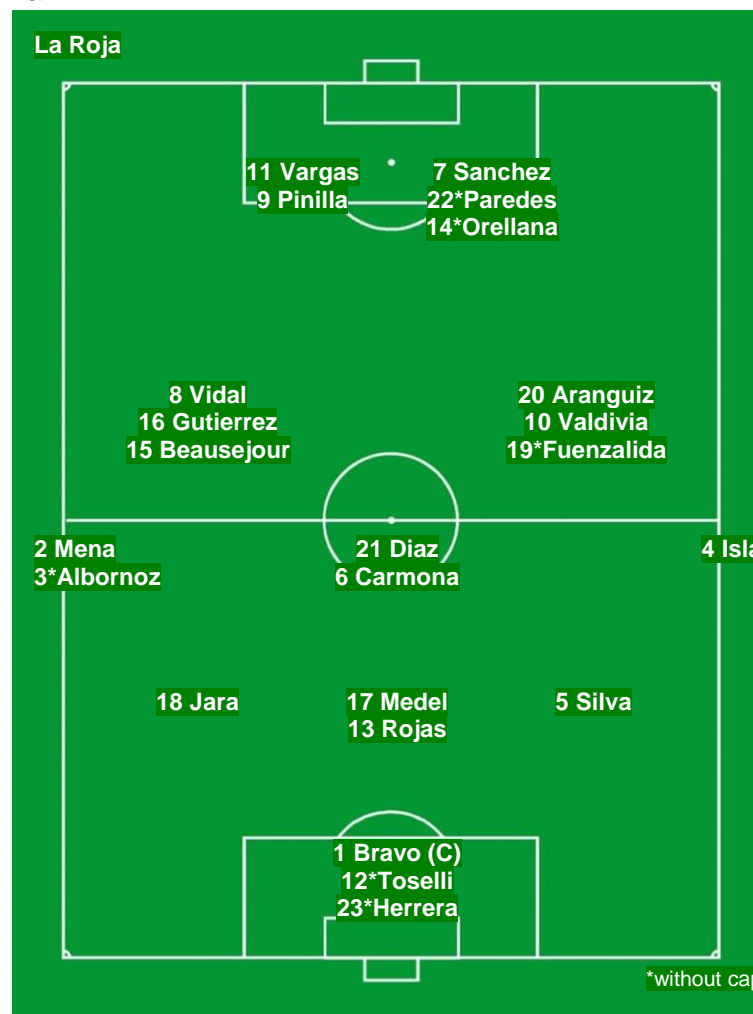 La Roja
11 Vargas
9 Pinilla
7 Sanchez
22*Paredes
14*Orellana
8 Vidal
16 Gutierrez
15 Beausejour
20 Aranguiz
10 Valdivia
19*Fuenzalida
2 Mena
3*Albornoz
21 Diaz
6 Carmona
4 Isla
18 Jara
17 Medel
13 Rojas
5 Silva
1 Bravo (C)
12*Toselli
23*Herrera
*without cap